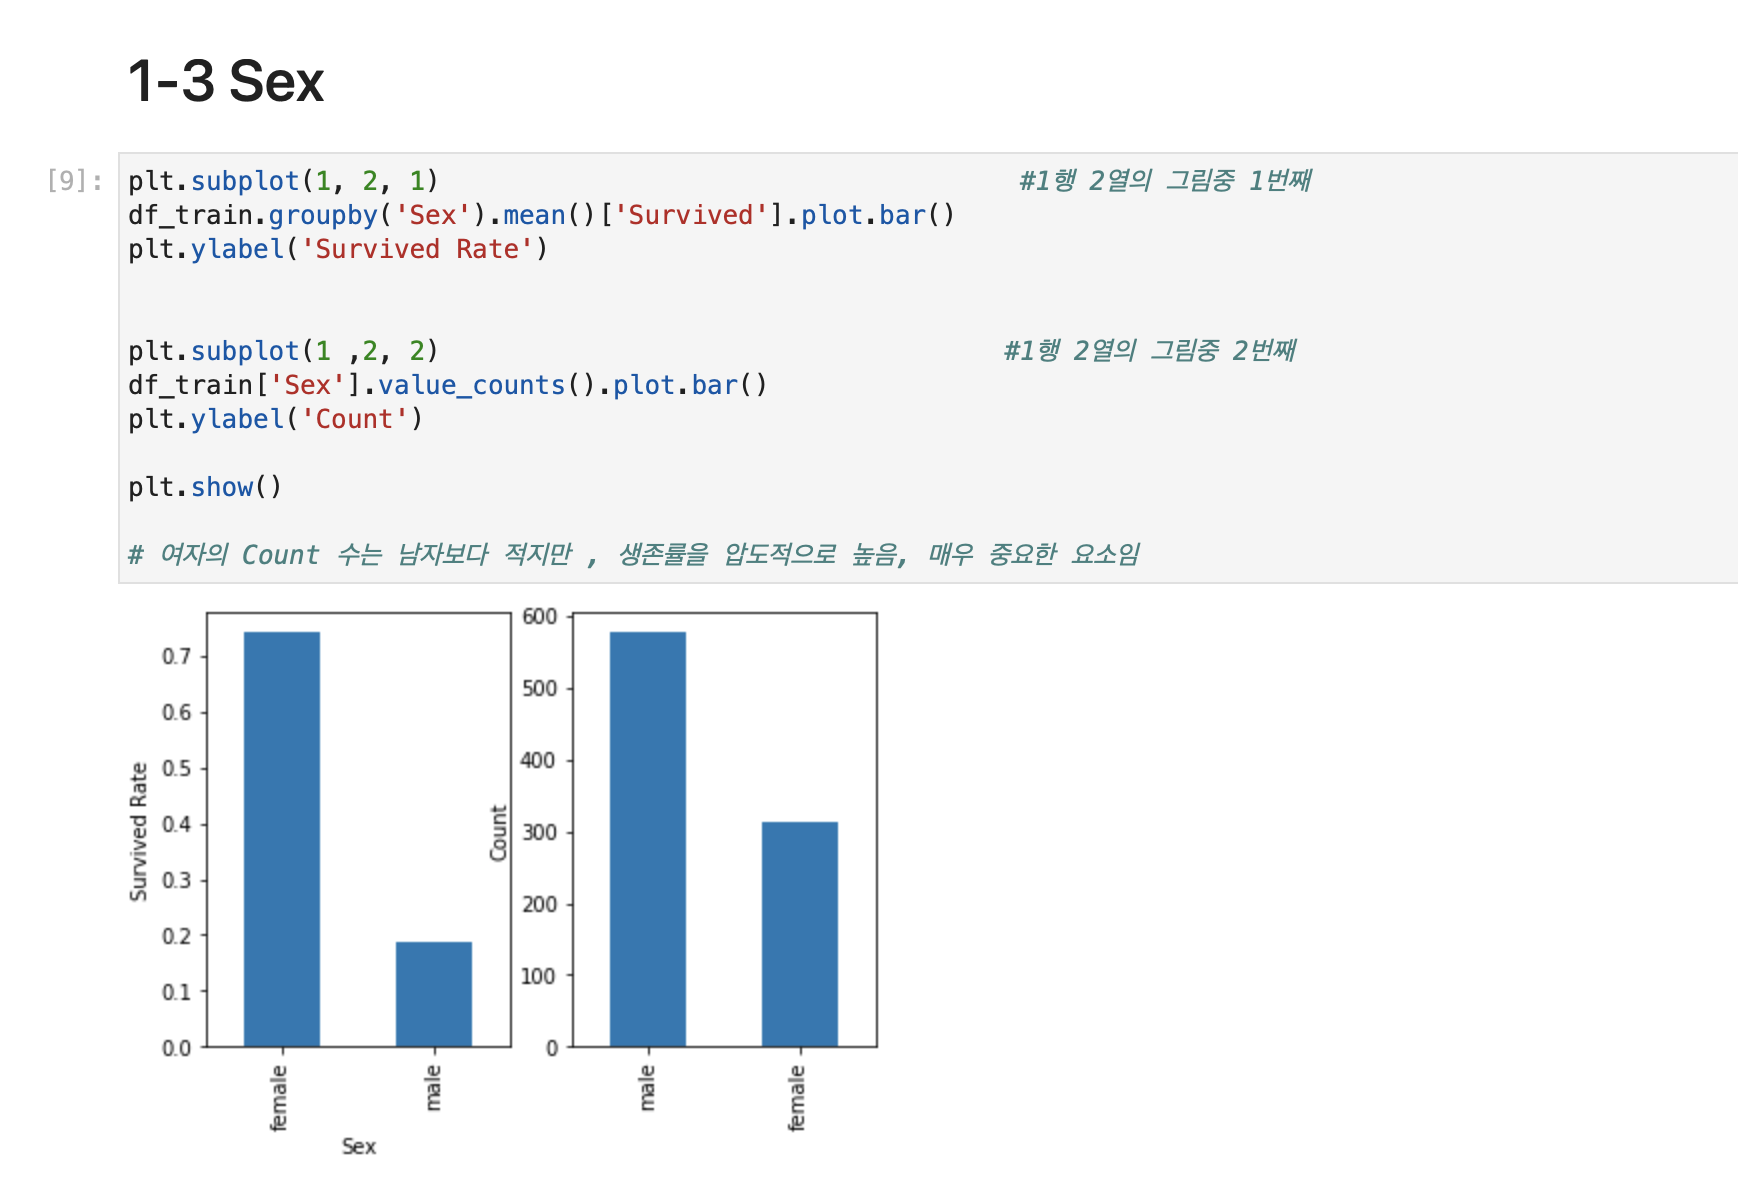 1-3 Sex
[9]:
plt.subplot(1, 2, 1) #1행 2열의 그림중 1번째
df_train.groupby('Sex').mean()['Survived'].plot.bar()
plt.ylabel('Survived Rate')
plt.subplot(1 ,2, 2) #1행 2열의 그림중 2번째
df_train['Sex'].value_counts().plot.bar()
plt.ylabel('Count')
plt.show()
# 여자의 Count 수는 남자보다 적지만 , 생존률을 압도적으로 높음, 매우 중요한 요소임
Survived Rate
0.7
0.6
0.5
0.4
0.3
0.2
0.1
0.0
female
male
Sex
Count
600
500
400
300
200
100
0
male
female